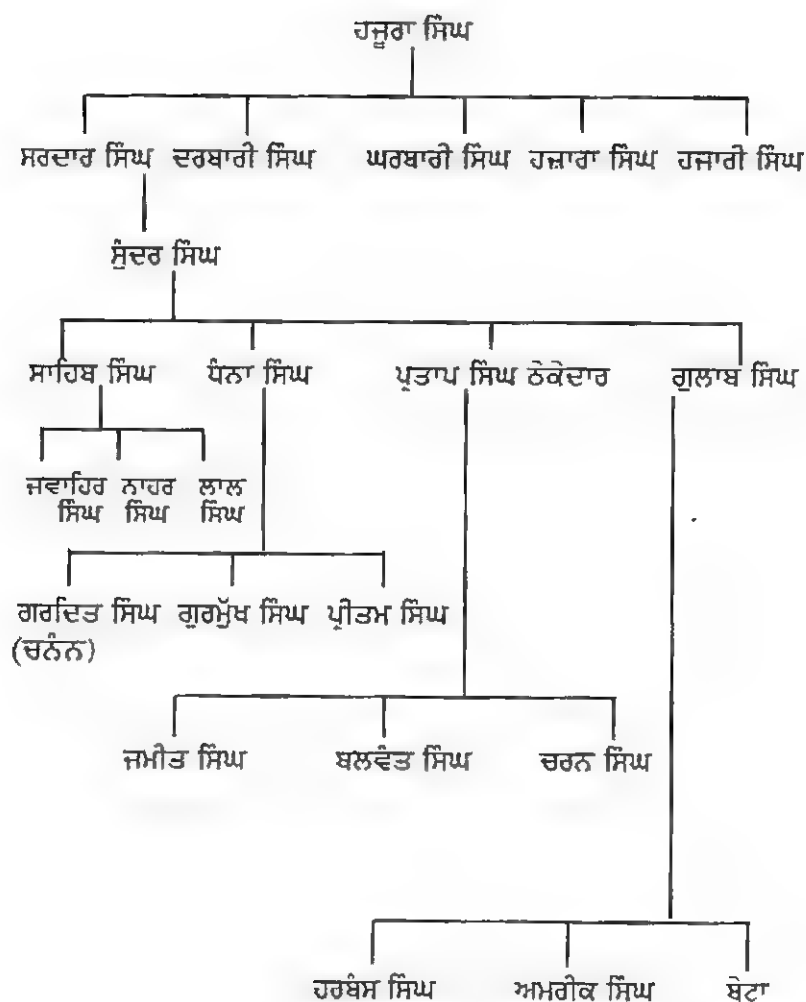 ਹਜੂਰਾ ਸਿੰਘ
ਸਰਦਾਰ ਸਿੰਘ ਦਰਬਾਰੀ ਸਿੰਘ ਘਰਬਾਰੀ ਸਿੰਘ ਹਜ਼ਾਰਾ ਸਿੰਘ ਹਜਾਰੀ ਸਿੰਘ
ਸੁੰਦਰ ਸਿੰਘ
ਸਾਹਿਬ ਸਿੰਘ ਧੰਨਾ ਸਿੰਘ ਪ੍ਰਤਾਪ ਸਿੰਘ ਠੇਕੇਦਾਰ ਗੁਲਾਬ ਸਿੰਘ
ਜਵਾਹਿਰ ਨਾਹਰ ਲਾਲ
ਸਿੰਘ ਸਿੰਘ ਸਿੰਘ
ਗਰਦਿਤ ਸਿੰਘ ਗੁਰਮੁੱਖ ਸਿੰਘ ਪ੍ਰੀਤਮ ਸਿੰਘ
(ਚਨੰਨ)
ਜਮੀਤ ਸਿੰਘ ਬਲਵੰਤ ਸਿੰਘ ਚਰਨ ਸਿੰਘ
ਹਰਬੰਸ ਸਿੰਘ ਅਮਰੀਕ ਸਿੰਘ ਬੇਟਾ